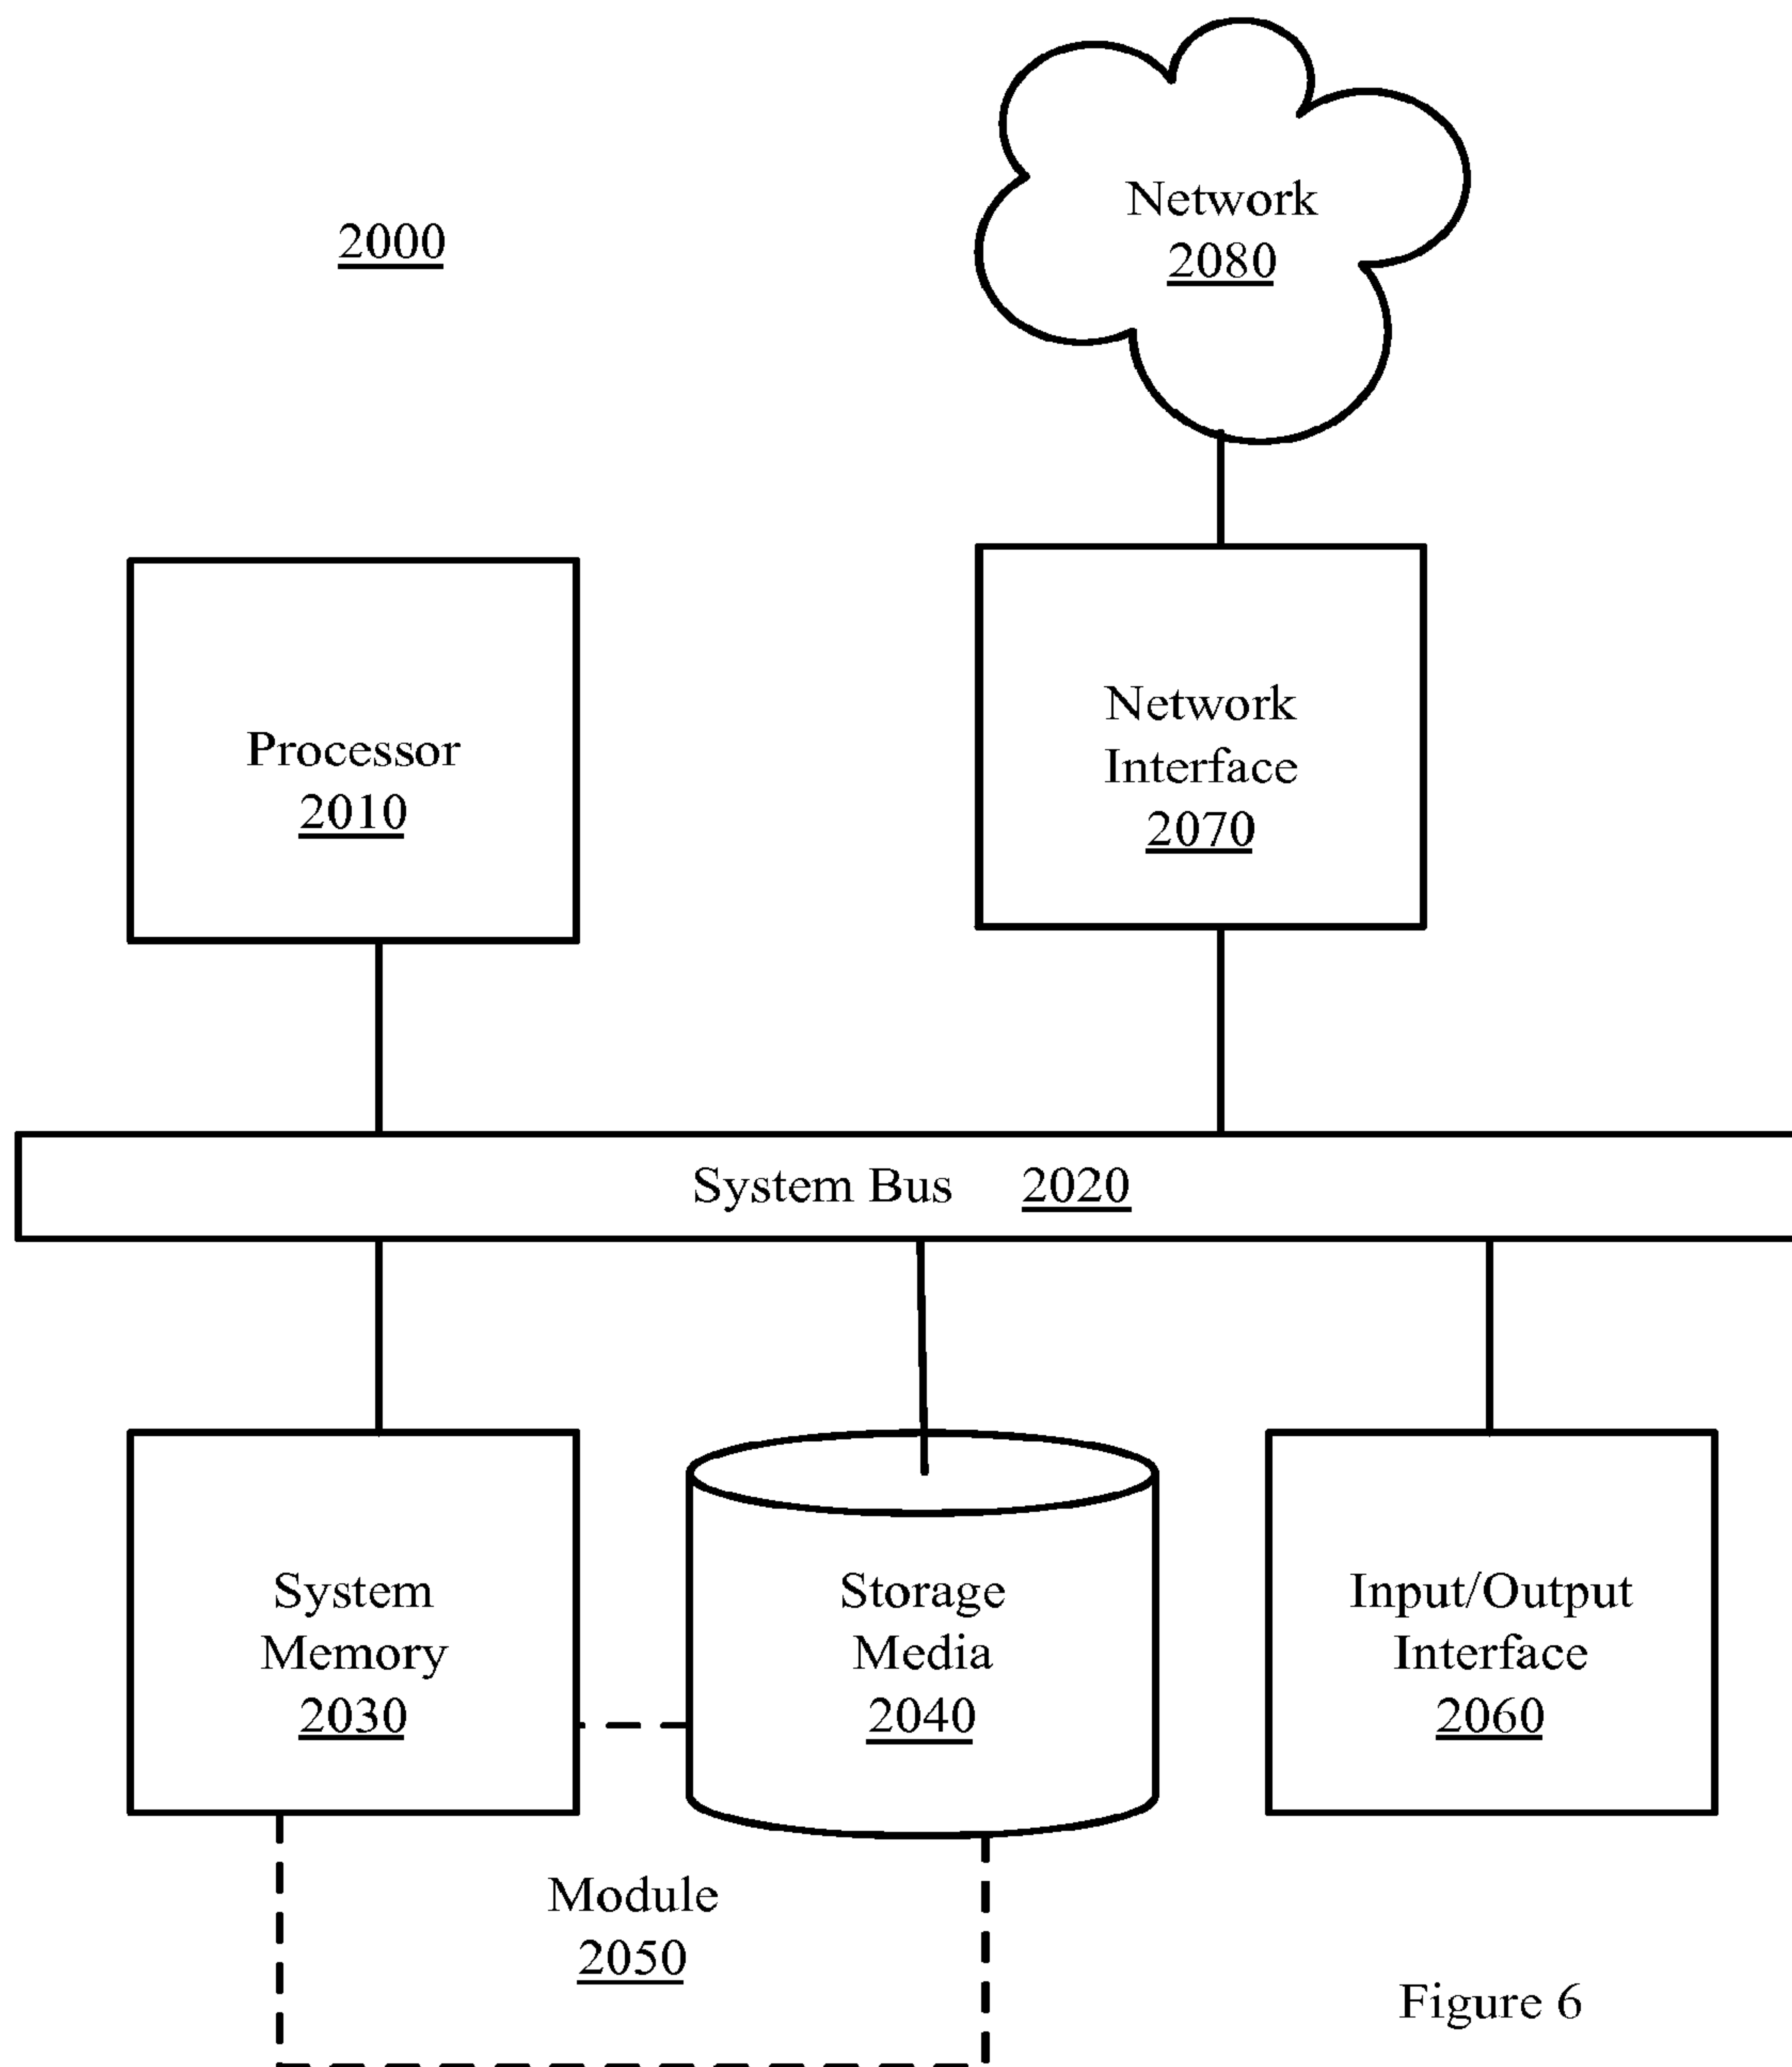 Network
2080
2000
Processor
2010
Network
Interface
2070
System Bus 2020
System
Memory
2030
Storage
Media
2040
Input/Output
Interface
2060
Module
2050
Figure 6